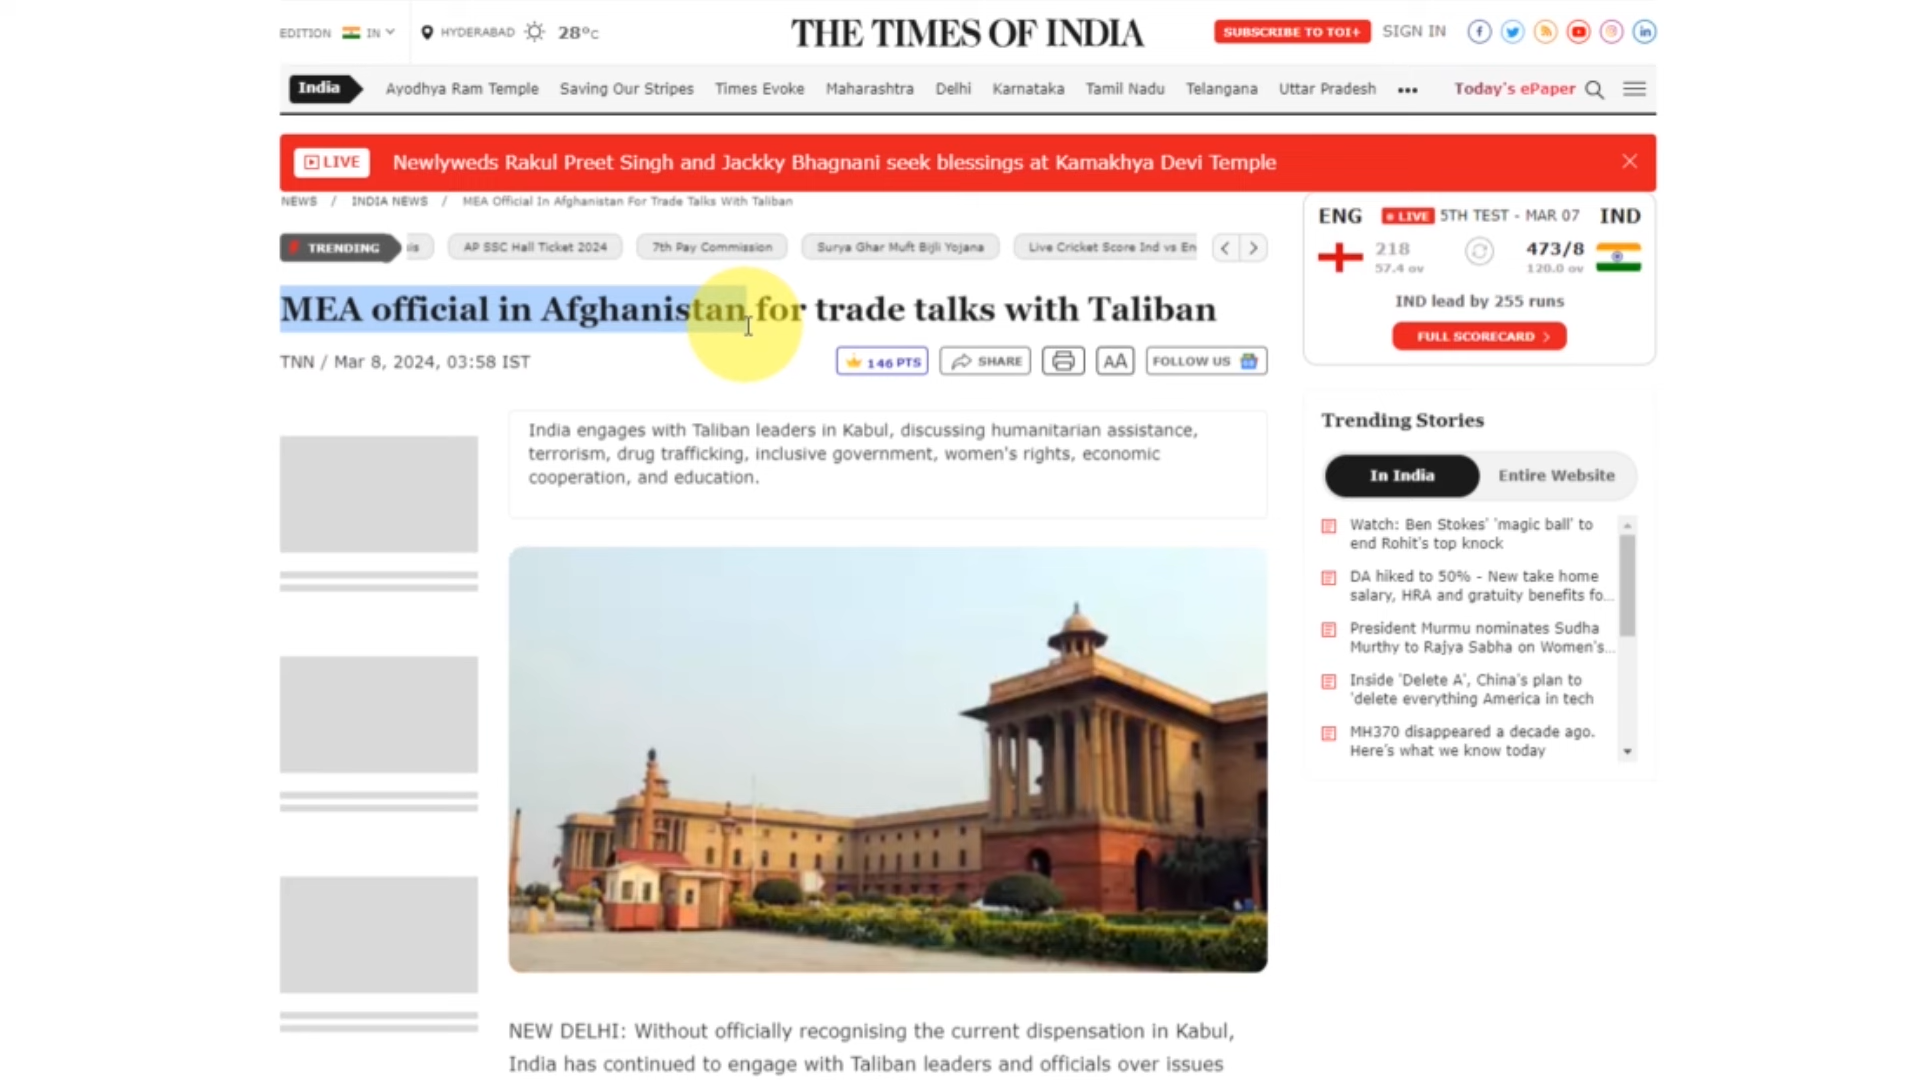 EDITION IN
HYDERABAD 28°C
THE TIMES OF INDIA
SUBSCRIBE TO TOI+ SIGN IN
India Ayodhya Ram Temple Saving Our Stripes Times Evoke Maharashtra Delhi Karnataka Tamil Nadu Telangana Uttar Pradesh ••• Today's ePaper
LIVE Newlyweds Rakul Preet Singh and Jackky Bhagnani seek blessings at Kamakhya Devi Temple
NEWS / INDIA NEWS / MEA Official In Afghanistan For Trade Talks With Taliban
# TRENDING AP SSC Hall Ticket 2024 7th Pay Commission Surya Ghar Muft Bijli Yojana Live Cricket Score Ind vs En
MEA official in Afghanistan for trade talks with Taliban
TNN / Mar 8, 2024, 03:58 IST
146 PTS SHARE AA FOLLOW US
India engages with Taliban leaders in Kabul, discussing humanitarian assistance,
terrorism, drug trafficking, inclusive government, women's rights, economic
cooperation, and education.
NEW DELHI: Without officially recognising the current dispensation in Kabul,
India has continued to engage with Taliban leaders and officials over issues
ENG LIVE 5TH TEST - MAR 07 IND
218 473/8
57.4 ov 120.0 ov
IND lead by 255 runs
FULL SCORECARD
Trending Stories
In India Entire Website
Watch: Ben Stokes' 'magic ball' to
end Rohit's top knock
DA hiked to 50% - New take home
salary, HRA and gratuity benefits fo...
President Murmu nominates Sudha
Murthy to Rajya Sabha on Women's...
Inside 'Delete A', China's plan to
'delete everything America in tech
MH370 disappeared a decade ago.
Here's what we know today